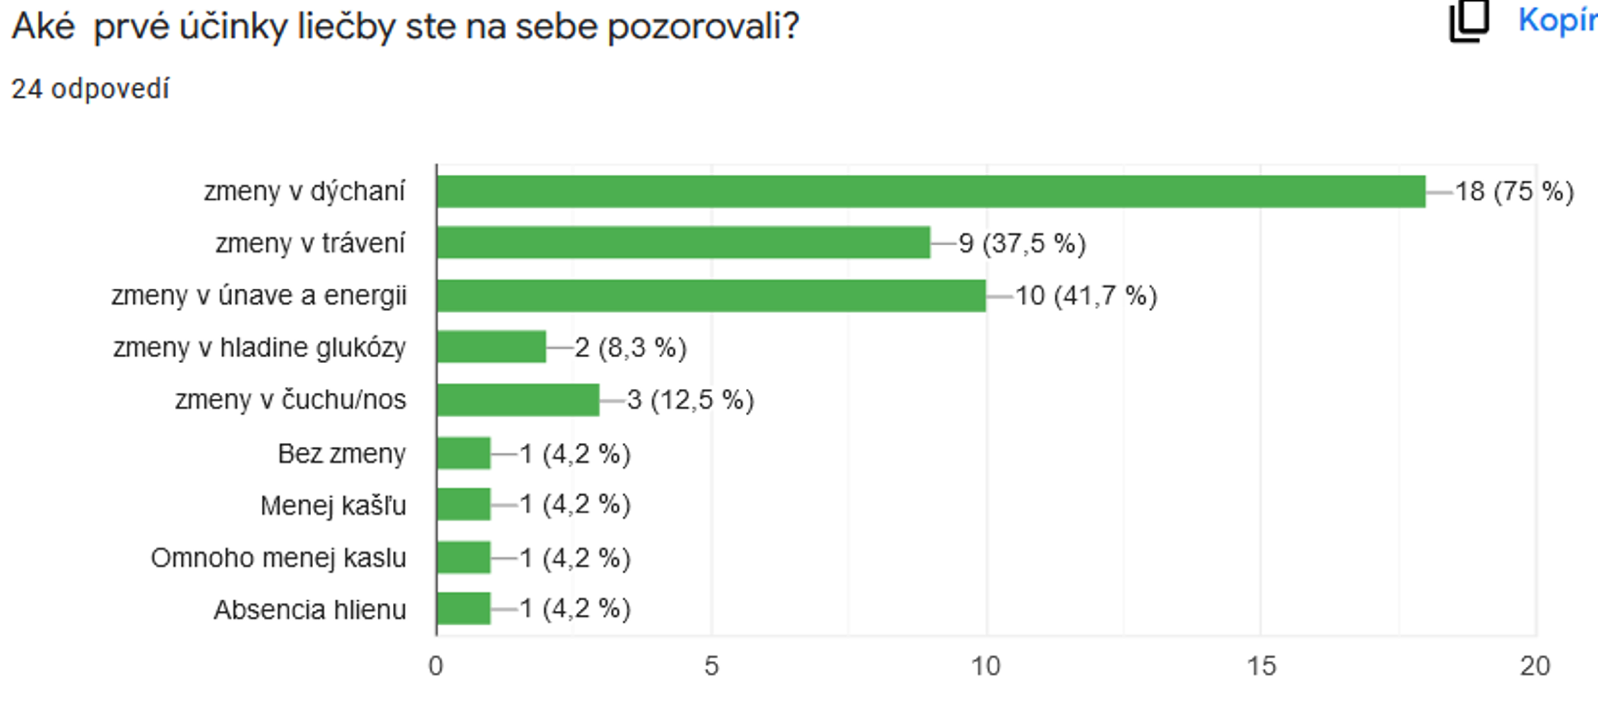 Aké  prvé účinky liečby ste na sebe pozorovali?
Kopír
24 odpovedí
zmeny v dýchaní 18 (75 %)
zmeny v trávení 9 (37,5 %)
zmeny v únave a energii 10 (41,7 %)
zmeny v hladine glukózy 2 (8,3 %)
zmeny v čuchu/nos 3 (12,5 %)
Bez zmeny 1 (4,2 %)
Menej kašľu 1 (4,2 %)
Omnoho menej kaslu 1 (4,2 %)
Absencia hlienu 1 (4,2 %)
0 5 10 15 20